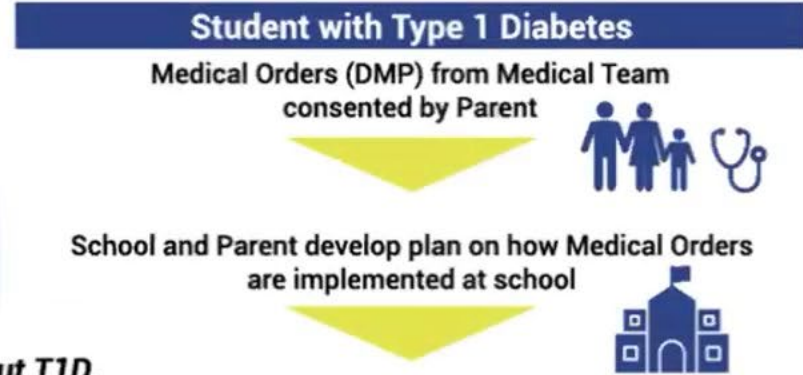 Student with Type 1 Diabetes
Medical Orders (DMP) from Medical Team
consented by Parent
School and Parent develop plan on how Medical Orders
are implemented at school
T1D